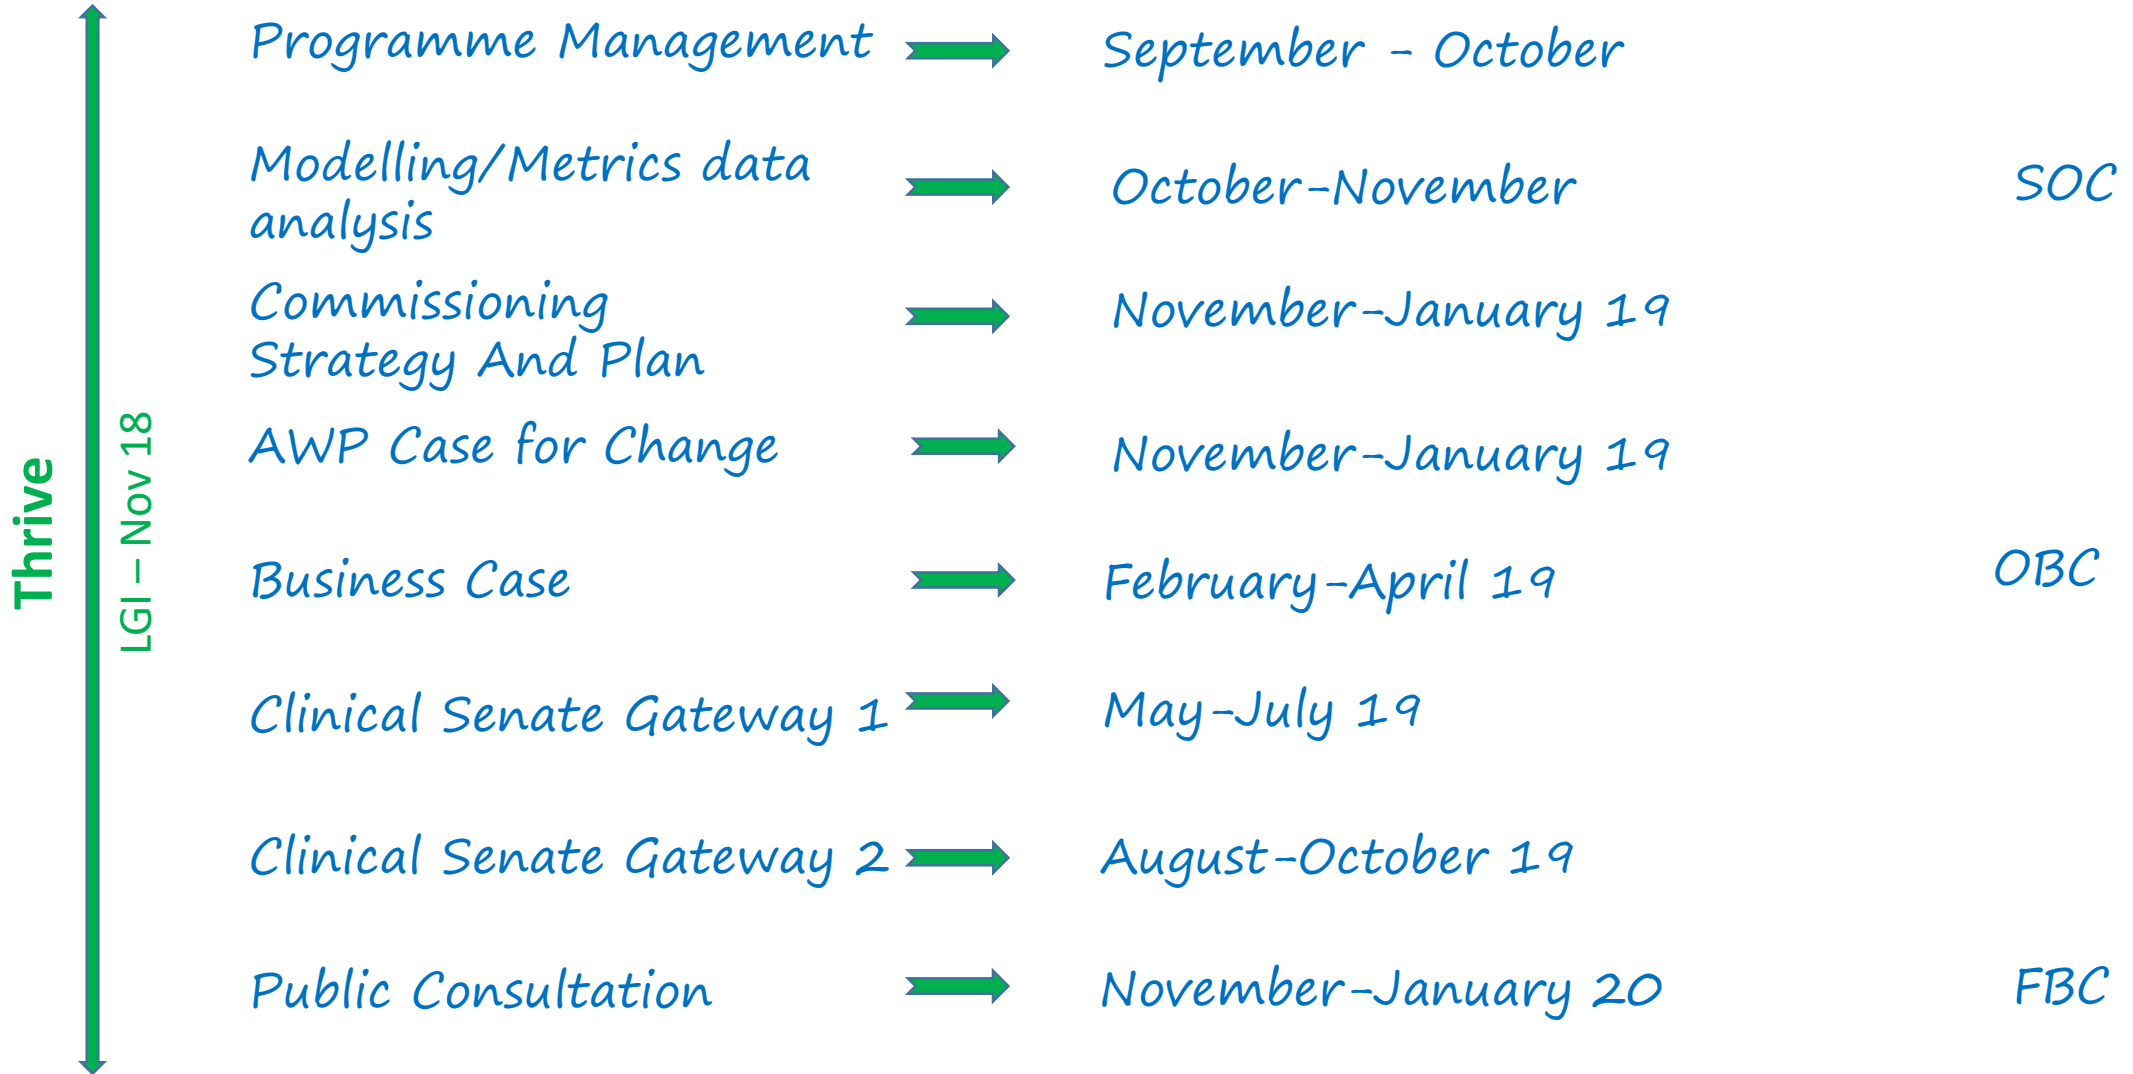 Thrive
LGI – Nov 18
Programme Management
September - October
Modelling/Metrics data
analysis
October-November
SOC
Commissioning
Strategy And Plan
November-January 19
AWP Case for Change
November-January 19
Business Case
February-April 19
OBC
Clinical Senate Gateway 1
May-July 19
Clinical Senate Gateway 2
August-October 19
Public Consultation
November-January 20
FBC